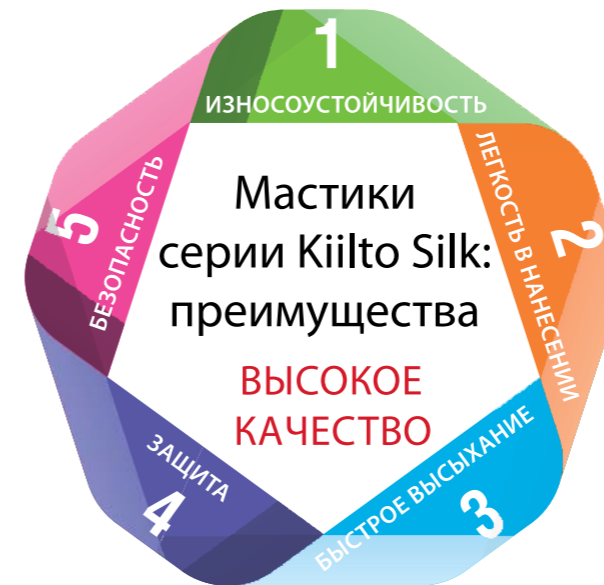 1
ИЗНОСОУСТОЙЧИВОСТЬ
2
ЛЕГКОСТЬ В НАНЕСЕНИИ
3
БЫСТРОЕ ВЫСЫХАНИЕ
4
ЗАЩИТА
5
БЕЗОПАСНОСТЬ
Мастики
серии Kiilto Silk:
преимущества
ВЫСОКОЕ
КАЧЕСТВО